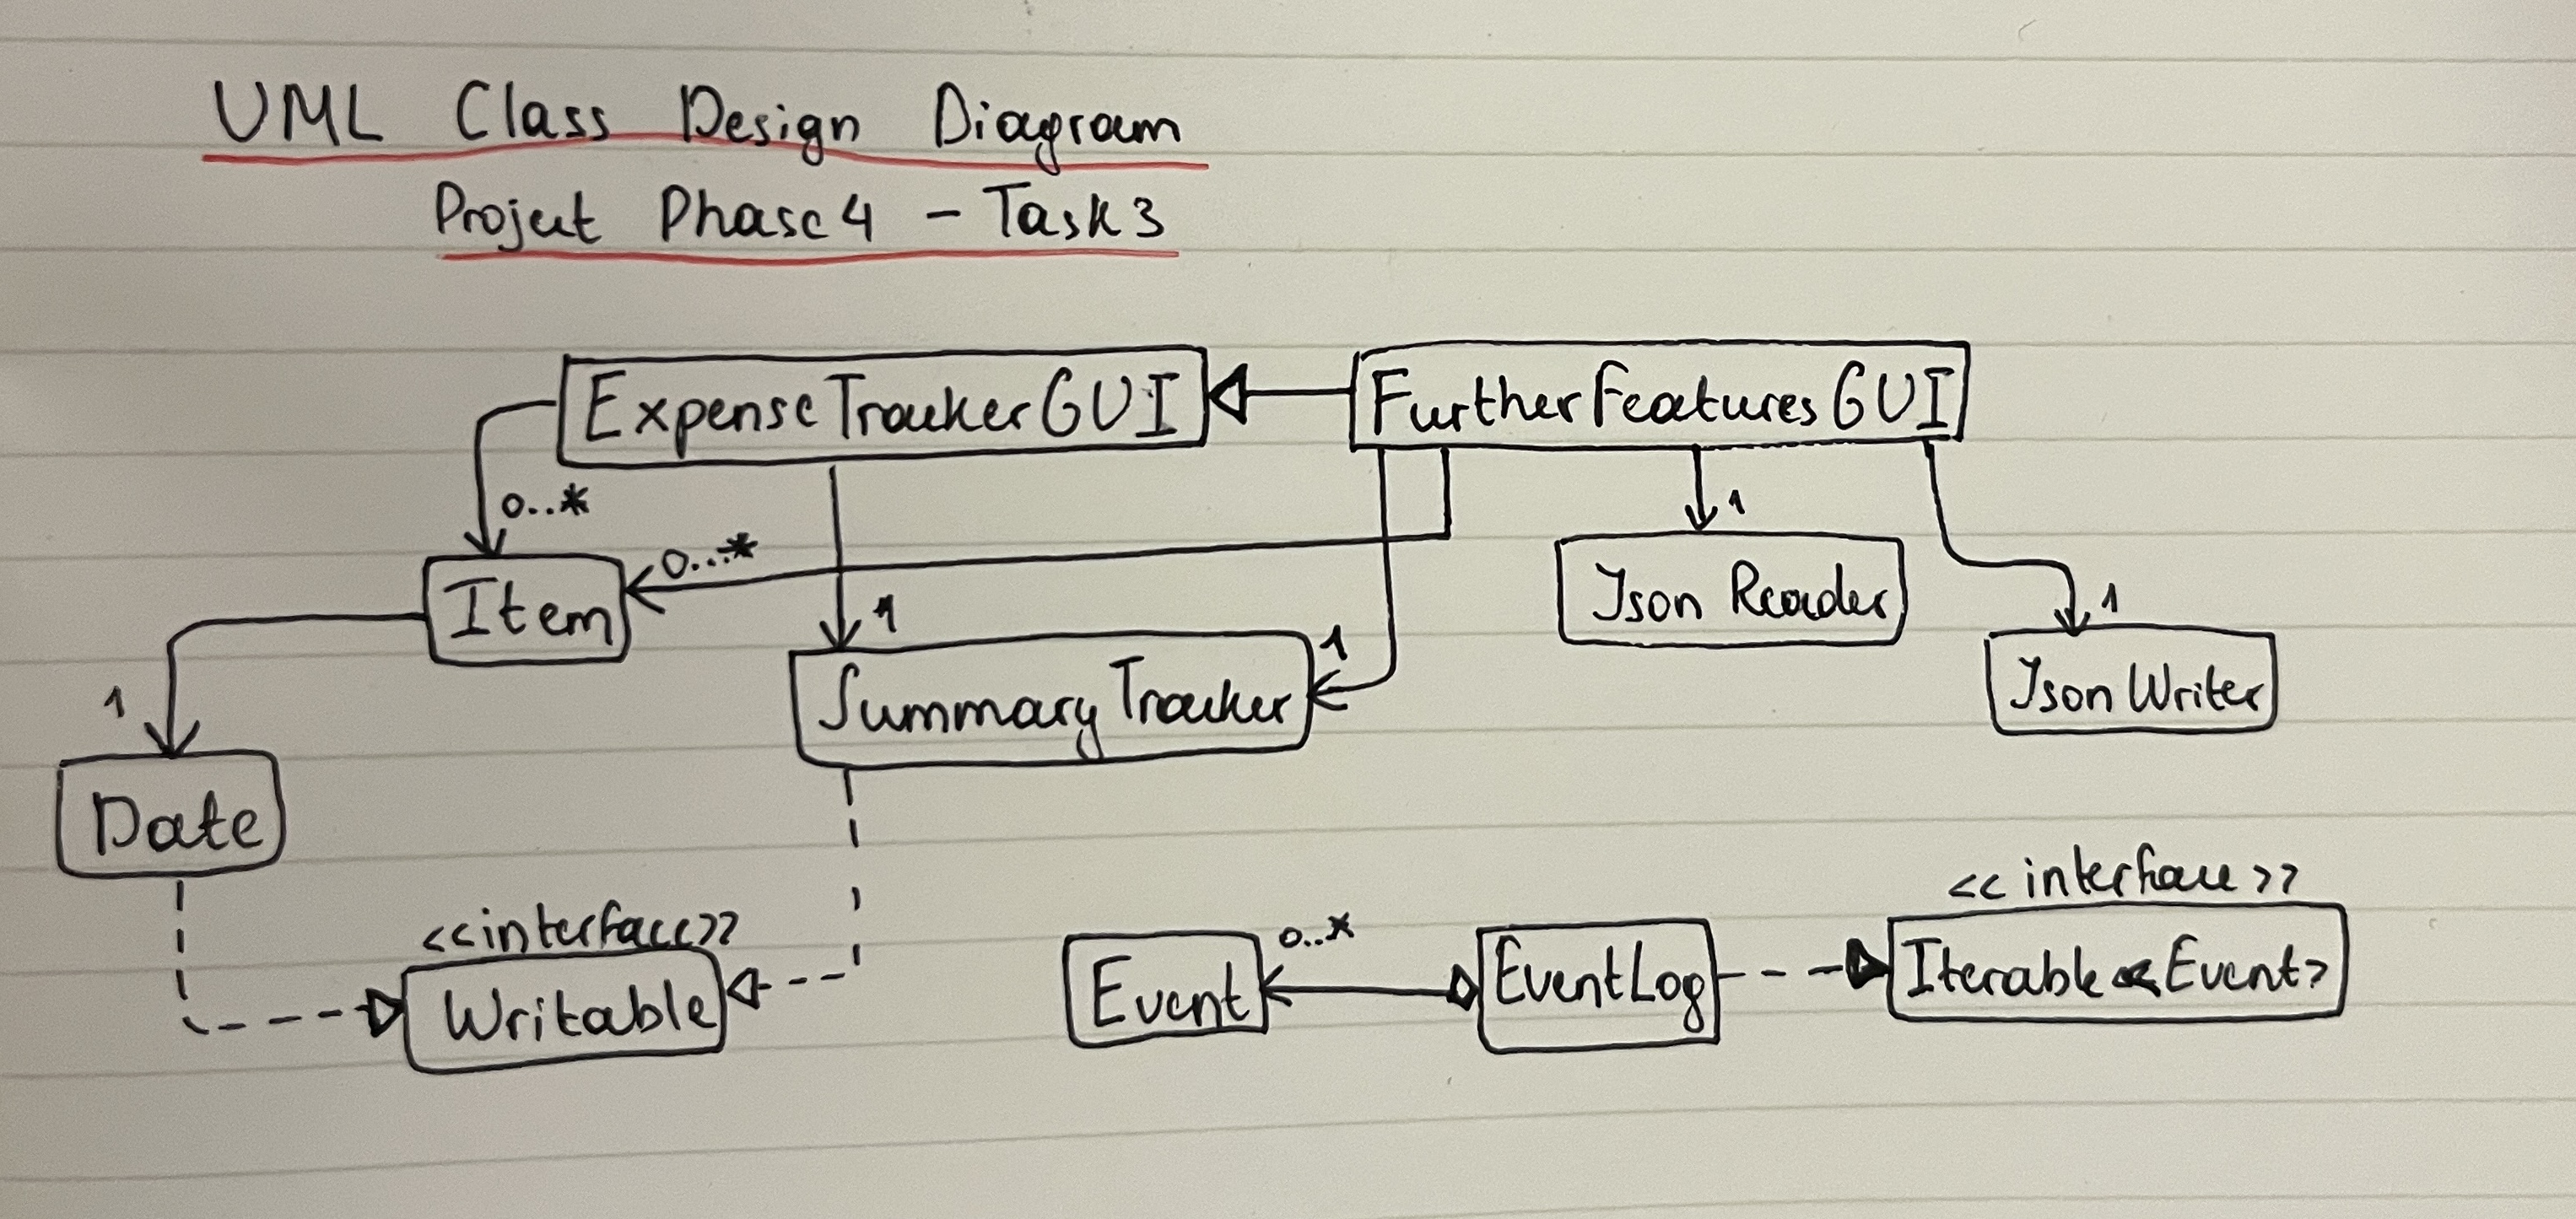 UML Class Design Diagram
Project Phase 4 - Task 3
ExpenseTrackerGUI
FurtherFeaturesGUI
0..*
0...*
1
Item
1
Json Reader
1
1
1
SummaryTracker
Json Writer
Date
<<interface>>
<<interface>>
0..*
Writable
Event
EventLog
Iterable<Event>